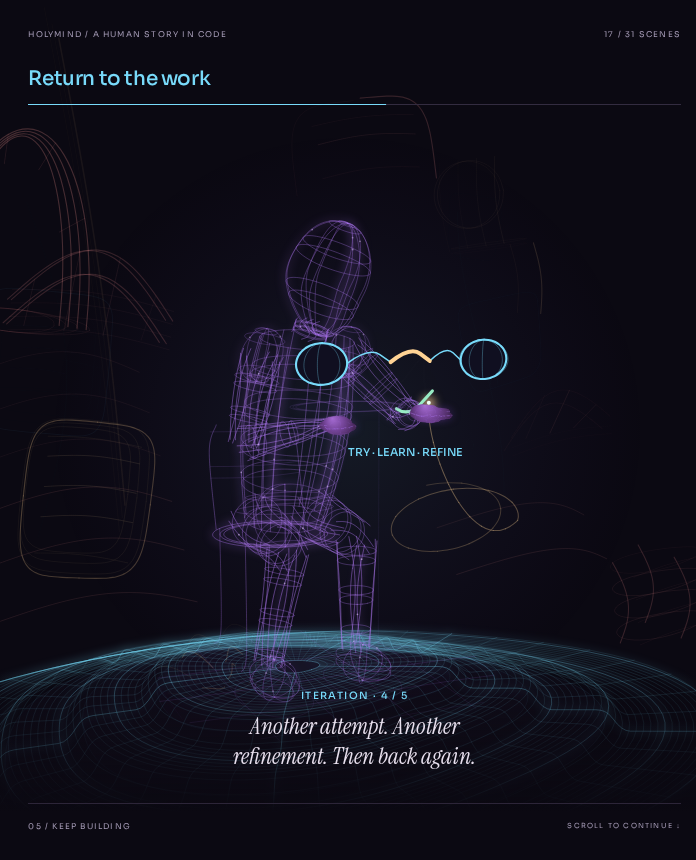 HOLYMIND / A HUMAN STORY IN CODE
17 / 31 SCENES
Return to the work
TRY · LEARN · REFINE
ITERATION · 4 / 5
Another attempt. Another
refinement. Then back again.
05 / KEEP BUILDING
SCROLL TO CONTINUE ↓